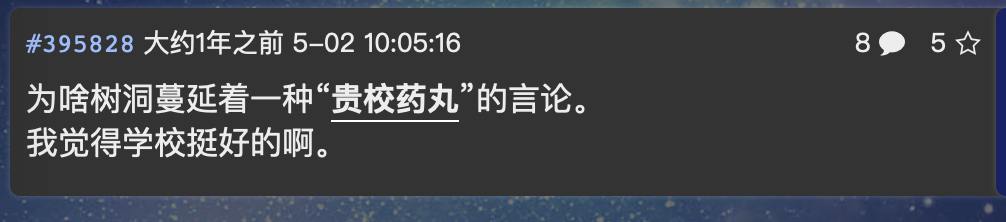 #395828 大约1年之前 5-02 10:05:16 8 5
为啥树洞蔓延着一种“贵校药丸”的言论。
我觉得学校挺好的啊。